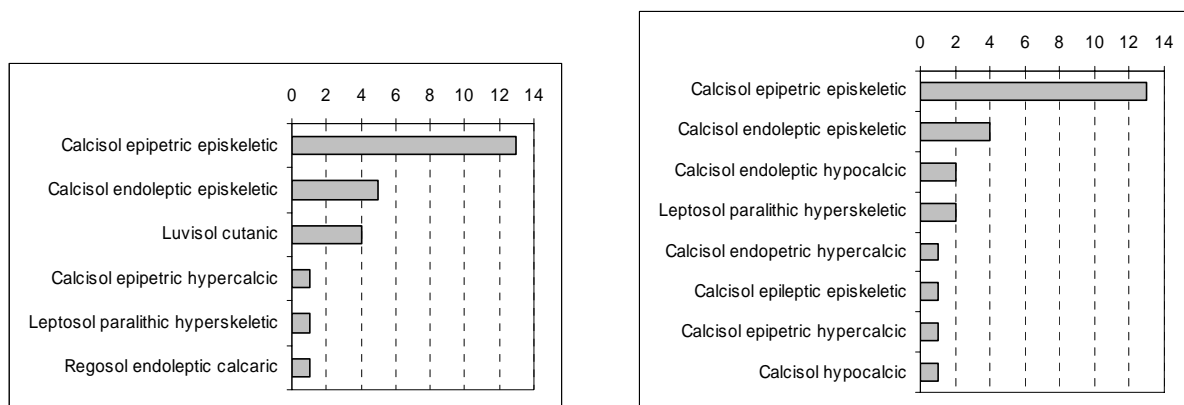 0 2 4 6 8 10 12 14
Calcisol epipetric episkeletic
Calcisol endoleptic episkeletic
Luvisol cutanic
Calcisol epipetric hypercalcic
Leptosol paralithic hyperskeletic
Regosol endoleptic calcaric
0 2 4 6 8 10 12 14
Calcisol epipetric episkeletic
Calcisol endoleptic episkeletic
Calcisol endoleptic hypocalcic
Leptosol paralithic hyperskeletic
Calcisol endopetric hypercalcic
Calcisol epileptic episkeletic
Calcisol epipetric hypercalcic
Calcisol hypocalcic